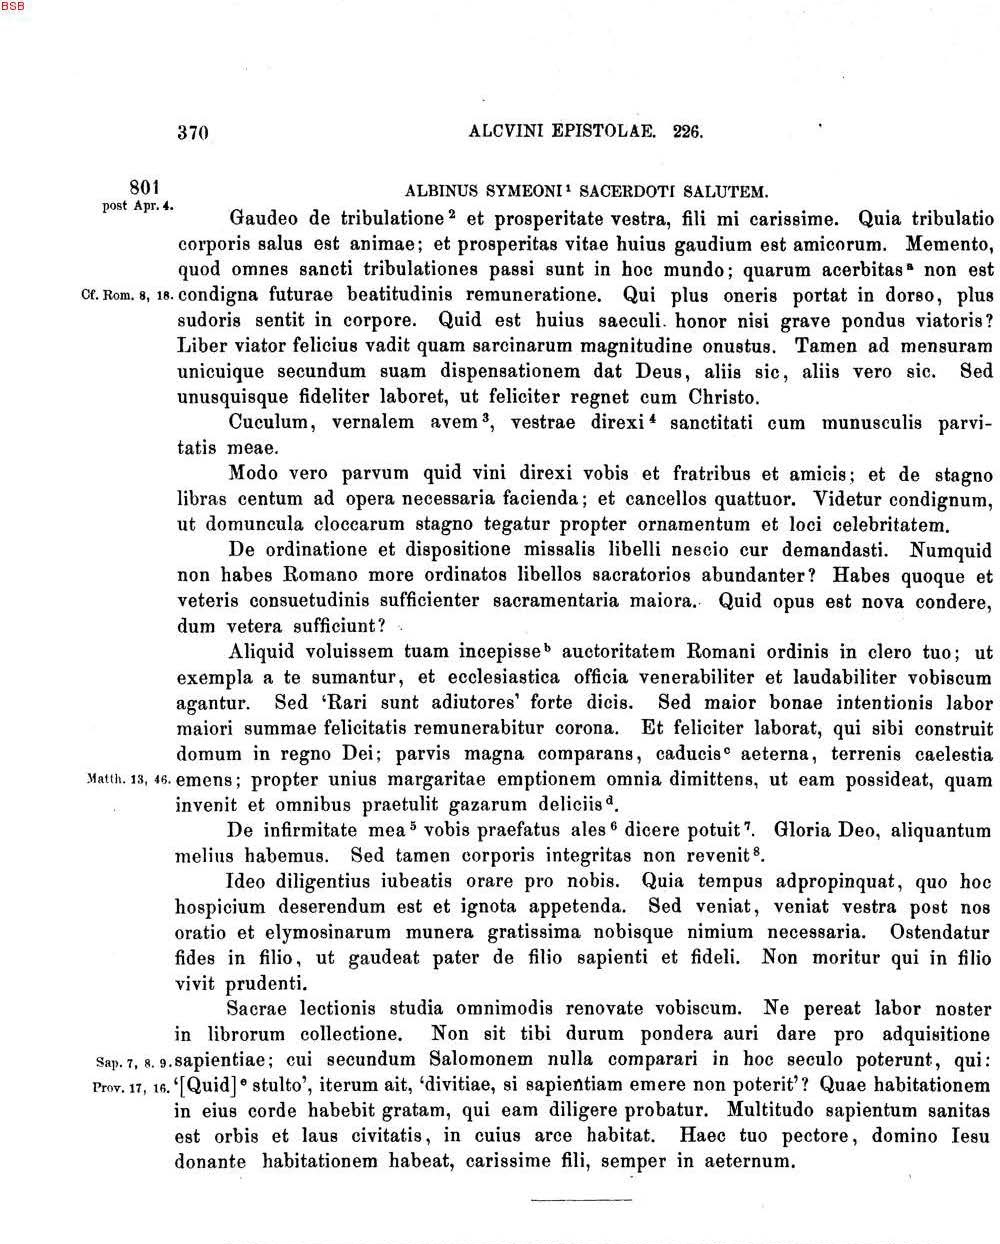 BSB
370 ALCVINI EPISTOLAE. 226.
801 ALBINUS SYMEONI¹ SACERDOTI SALUTEM.
post Apr. 4.
Gaudeo de tribulatione² et prosperitate vestra, fili mi carissime. Quia tribulatio
corporis salus est animae; et prosperitas vitae huius gaudium est amicorum. Memento,
quod omnes sancti tribulationes passi sunt in hoc mundo; quarum acerbitasᵃ non est
Cf. Rom. 8, 18. condigna futurae beatitudinis remuneratione. Qui plus oneris portat in dorso, plus
sudoris sentit in corpore. Quid est huius saeculi honor nisi grave pondus viatoris?
Liber viator felicius vadit quam sarcinarum magnitudine onustus. Tamen ad mensuram
unicuique secundum suam dispensationem dat Deus, aliis sic, aliis vero sic. Sed
unusquisque fideliter laboret, ut feliciter regnet cum Christo.
Cuculum, vernalem avem³, vestrae direxi⁴ sanctitati cum munusculis parvi-
tatis meae.
Modo vero parvum quid vini direxi vobis et fratribus et amicis; et de stagno
libras centum ad opera necessaria facienda; et cancellos quattuor. Videtur condignum,
ut domuncula cloccarum stagno tegatur propter ornamentum et loci celebritatem.
De ordinatione et dispositione missalis libelli nescio cur demandasti. Numquid
non habes Romano more ordinatos libellos sacratorios abundanter? Habes quoque et
veteris consuetudinis sufficienter sacramentaria maiora. Quid opus est nova condere,
dum vetera sufficiunt?
Aliquid voluissem tuam incepisseᵇ auctoritatem Romani ordinis in clero tuo; ut
exempla a te sumantur, et ecclesiastica officia venerabiliter et laudabiliter vobiscum
agantur. Sed ‘Rari sunt adiutores’ forte dicis. Sed maior bonae intentionis labor
maiori summae felicitatis remunerabitur corona. Et feliciter laborat, qui sibi construit
domum in regno Dei; parvis magna comparans, caducisᶜ aeterna, terrenis caelestia
Matth. 13, 46. emens; propter unius margaritae emptionem omnia dimittens, ut eam possideat, quam
invenit et omnibus praetulit gazarum deliciisᵈ.
De infirmitate mea⁵ vobis praefatus ales⁶ dicere potuit⁷. Gloria Deo, aliquantum
melius habemus. Sed tamen corporis integritas non revenit⁸.
Ideo diligentius iubeatis orare pro nobis. Quia tempus adpropinquat, quo hoc
hospicium deserendum est et ignota appetenda. Sed veniat, veniat vestra post nos
oratio et elymosinarum munera gratissima nobisque nimium necessaria. Ostendatur
fides in filio, ut gaudeat pater de filio sapienti et fideli. Non moritur qui in filio
vivit prudenti.
Sacrae lectionis studia omnimodis renovate vobiscum. Ne pereat labor noster
in librorum collectione. Non sit tibi durum pondera auri dare pro adquisitione
Sap. 7, 8. 9. sapientiae; cui secundum Salomonem nulla comparari in hoc seculo poterunt, qui:
Prov. 17, 16. ‘[Quid]ᵉ stulto’, iterum ait, ‘divitiae, si sapientiam emere non poterit’? Quae habitationem
in eius corde habebit gratam, qui eam diligere probatur. Multitudo sapientum sanitas
est orbis et laus civitatis, in cuius arce habitat. Haec tuo pectore, domino Iesu
donante habitationem habeat, carissime fili, semper in aeternum.